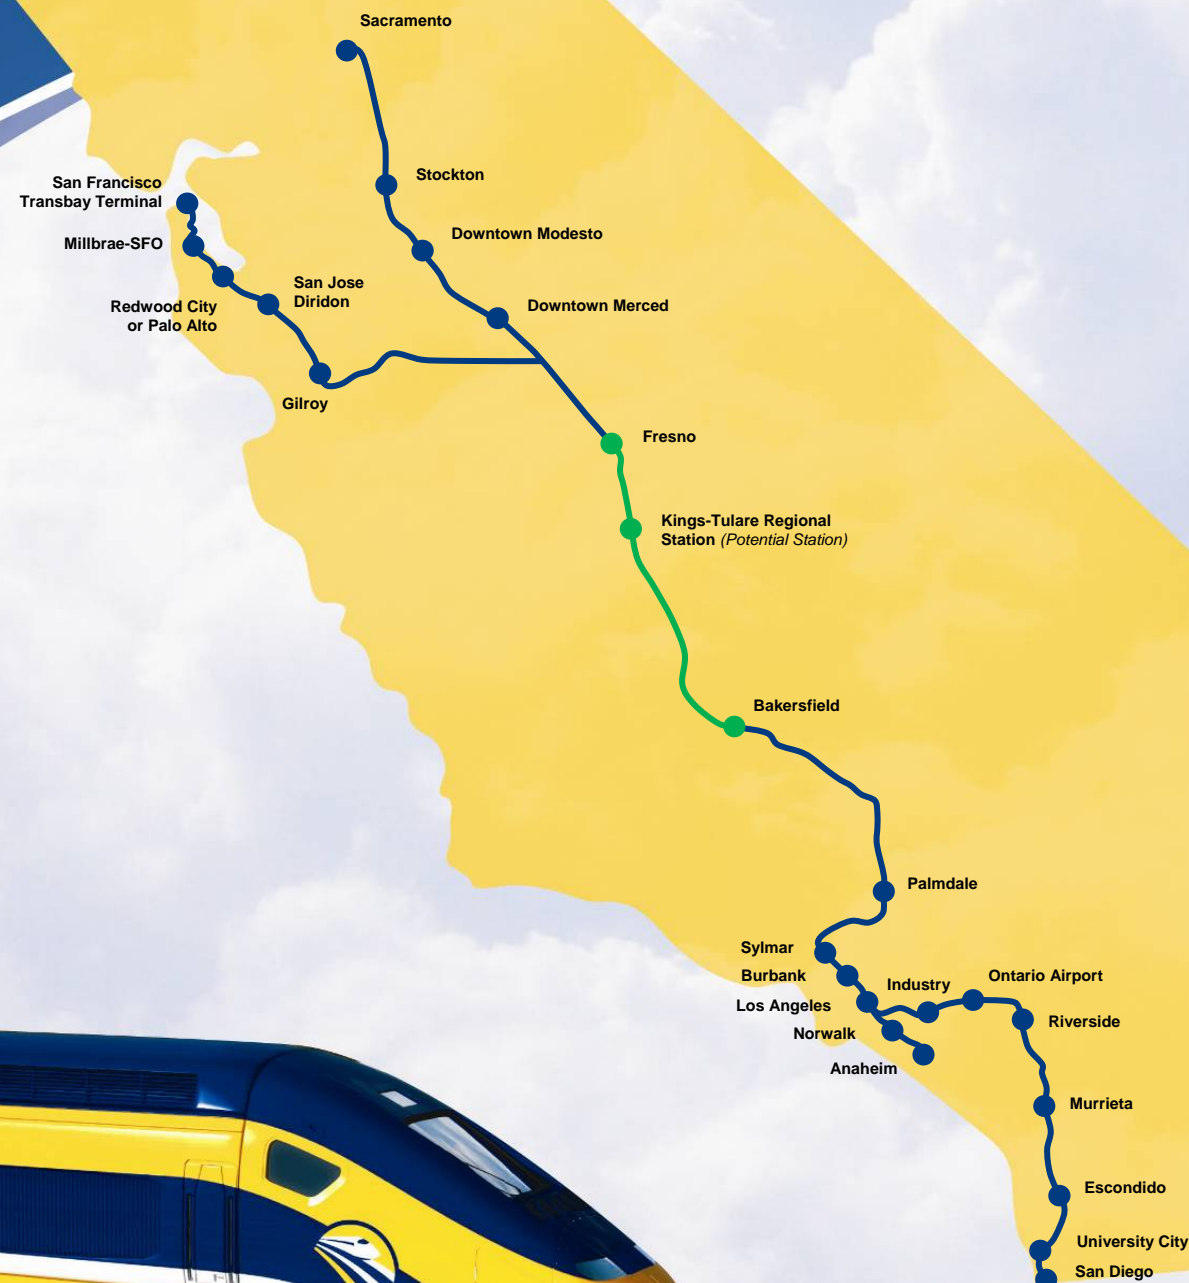 Sacramento
San Francisco
Transbay Terminal
Stockton
Millbrae-SFO
Downtown Modesto
San Jose
Diridon
Redwood City
or Palo Alto
Downtown Merced
Gilroy
Fresno
Kings-Tulare Regional
Station (Potential Station)
Bakersfield
Palmdale
Sylmar
Burbank
Los Angeles
Industry
Ontario Airport
Norwalk
Riverside
Anaheim
Murrieta
Escondido
University City
San Diego